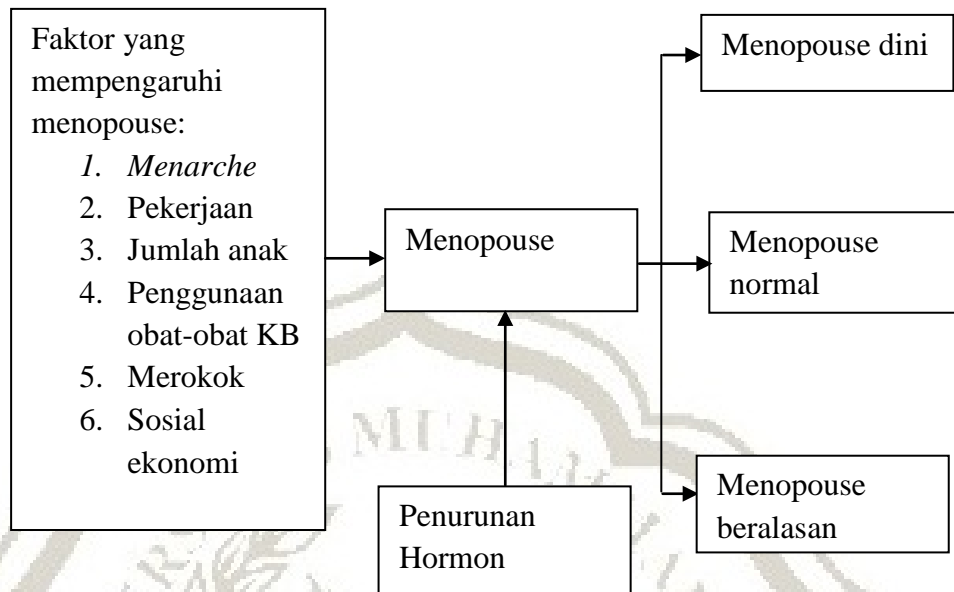 Faktor yang
mempengaruhi
menopouse:
1. Menarche
2. Pekerjaan
3. Jumlah anak
4. Penggunaan
obat-obat KB
5. Merokok
6. Sosial
ekonomi
Menopouse
Penurunan
Hormon
Menopouse dini
Menopouse
normal
Menopouse
beralasan